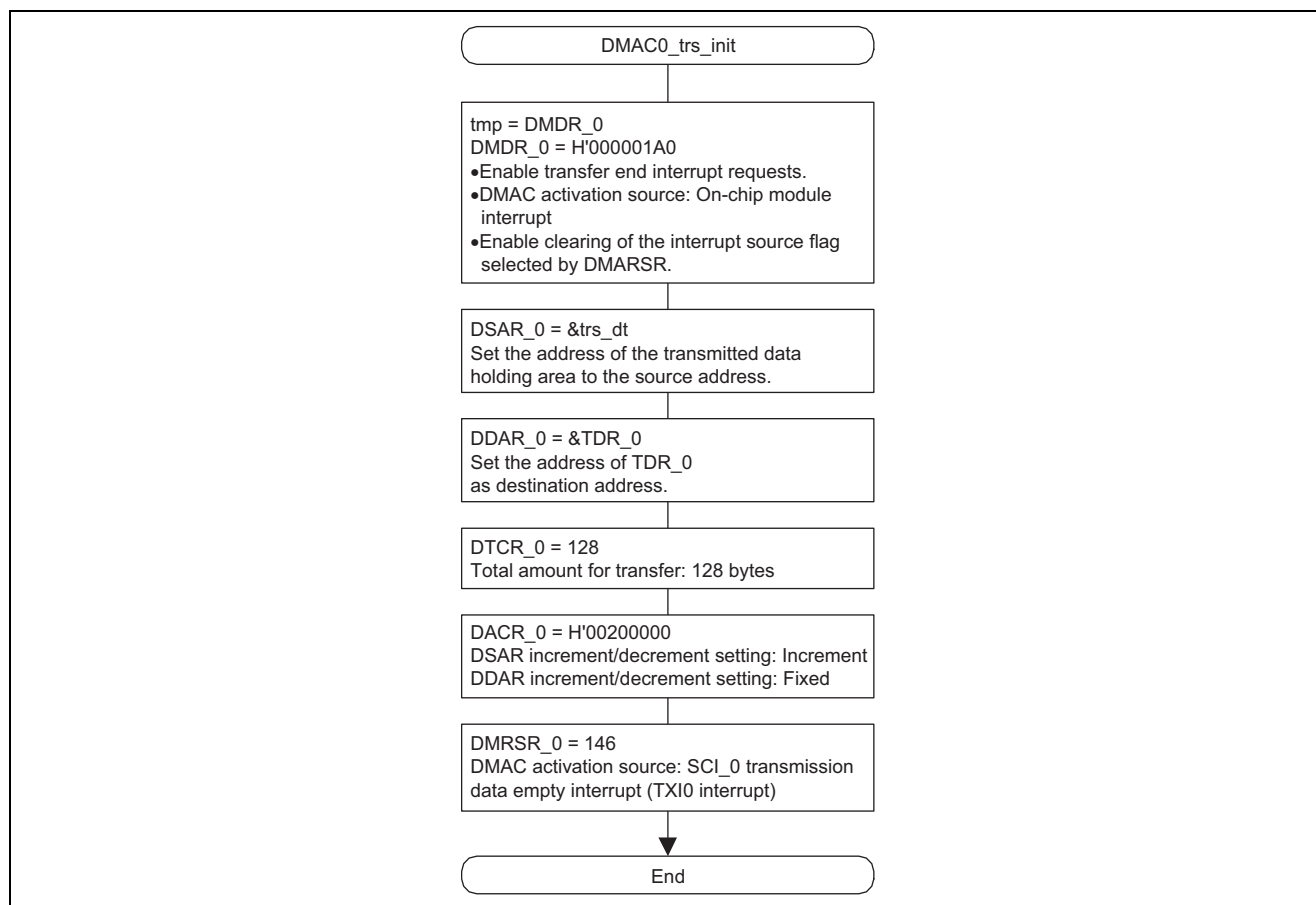 DMAC0_trs_init
tmp = DMDR_0
DMDR_0 = H'000001A0
•Enable transfer end interrupt requests.
•DMAC activation source: On-chip module
interrupt
•Enable clearing of the interrupt source flag
selected by DMARSR.
DSAR_0 = &trs_dt
Set the address of the transmitted data
holding area to the source address.
DDAR_0 = &TDR_0
Set the address of TDR_0
as destination address.
DTCR_0 = 128
Total amount for transfer: 128 bytes
DACR_0 = H'00200000
DSAR increment/decrement setting: Increment
DDAR increment/decrement setting: Fixed
DMRSR_0 = 146
DMAC activation source: SCI_0 transmission
data empty interrupt (TXI0 interrupt)
End